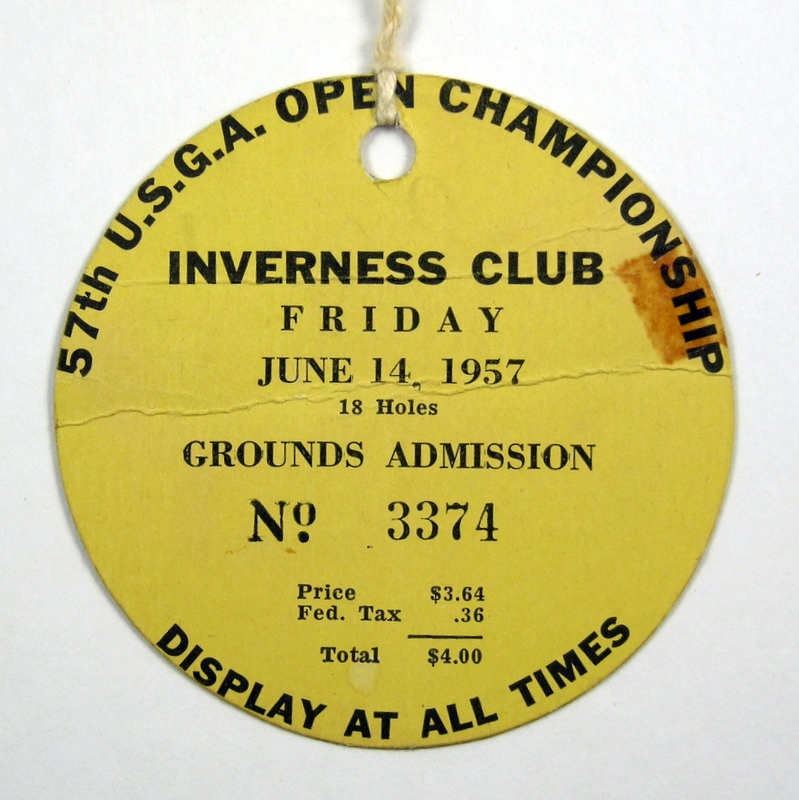 57th U.S.G.A. OPEN CHAMPIONSHIP
INVERNESS CLUB
FRIDAY
JUNE 14, 1957
18 Holes
GROUNDS ADMISSION
Nº 3374
Price $3.64
Fed. Tax .36
Total $4.00
DISPLAY AT ALL TIMES